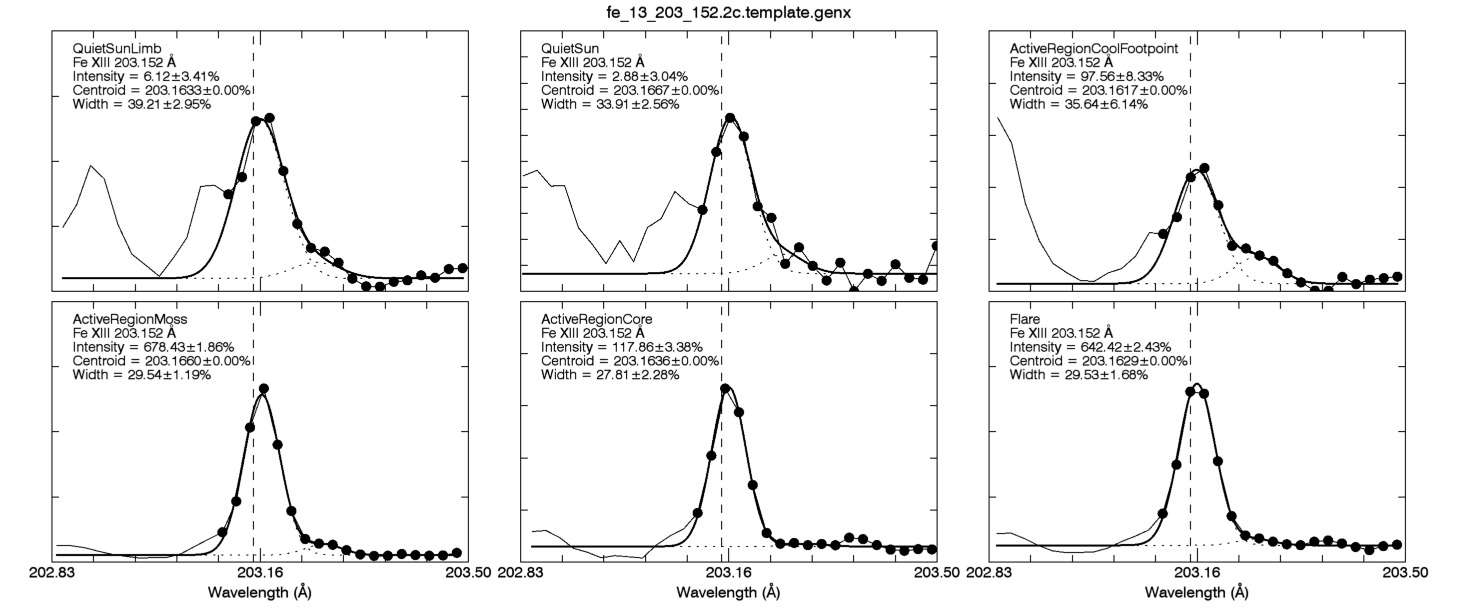 fe_13_203_152.2c.template.genx
QuietSunLimb
Fe XIII 203.152 Å
Intensity = 6.12±3.41%
Centroid = 203.1633±0.00%
Width = 39.21±2.95%
QuietSun
Fe XIII 203.152 Å
Intensity = 2.88±3.04%
Centroid = 203.1667±0.00%
Width = 33.91±2.56%
ActiveRegionCoolFootpoint
Fe XIII 203.152 Å
Intensity = 97.56±8.33%
Centroid = 203.1617±0.00%
Width = 35.64±6.14%
ActiveRegionMoss
Fe XIII 203.152 Å
Intensity = 678.43±1.86%
Centroid = 203.1660±0.00%
Width = 29.54±1.19%
ActiveRegionCore
Fe XIII 203.152 Å
Intensity = 117.86±3.38%
Centroid = 203.1636±0.00%
Width = 27.81±2.28%
Flare
Fe XIII 203.152 Å
Intensity = 642.42±2.43%
Centroid = 203.1629±0.00%
Width = 29.53±1.68%
202.83 203.16 203.50
Wavelength (Å)
202.83 203.16 203.50
Wavelength (Å)
202.83 203.16 203.50
Wavelength (Å)